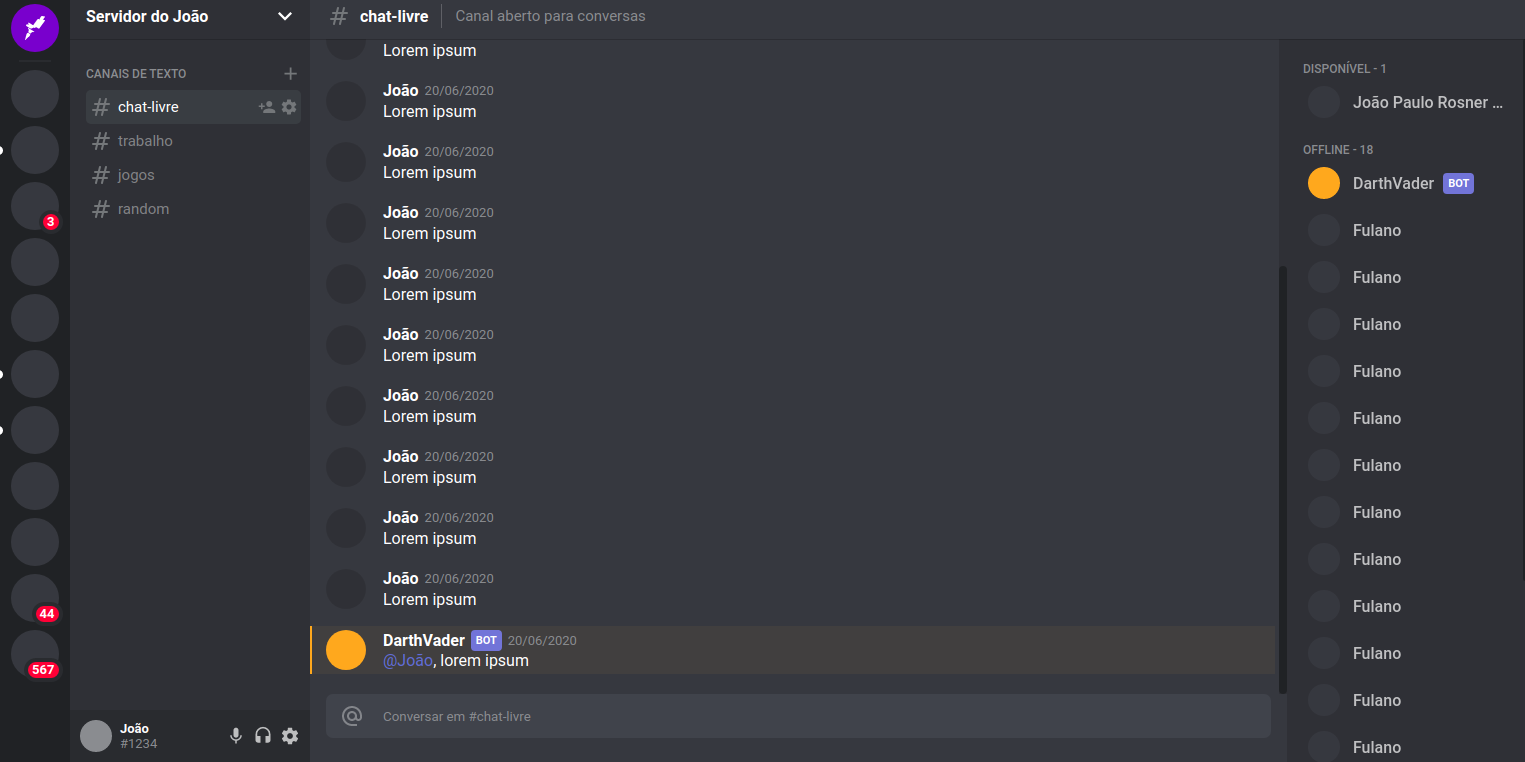 3
44
567
Servidor do João
CANAIS DE TEXTO
chat-livre
trabalho
jogos
random
João
#1234
chat-livre Canal aberto para conversas
Lorem ipsum
João 20/06/2020
Lorem ipsum
João 20/06/2020
Lorem ipsum
João 20/06/2020
Lorem ipsum
João 20/06/2020
Lorem ipsum
João 20/06/2020
Lorem ipsum
João 20/06/2020
Lorem ipsum
João 20/06/2020
Lorem ipsum
João 20/06/2020
Lorem ipsum
João 20/06/2020
Lorem ipsum
DarthVader BOT 20/06/2020
@João, lorem ipsum
@ Conversar em #chat-livre
DISPONÍVEL - 1
João Paulo Rosner ...
OFFLINE - 18
DarthVader BOT
Fulano
Fulano
Fulano
Fulano
Fulano
Fulano
Fulano
Fulano
Fulano
Fulano
Fulano
Fulano